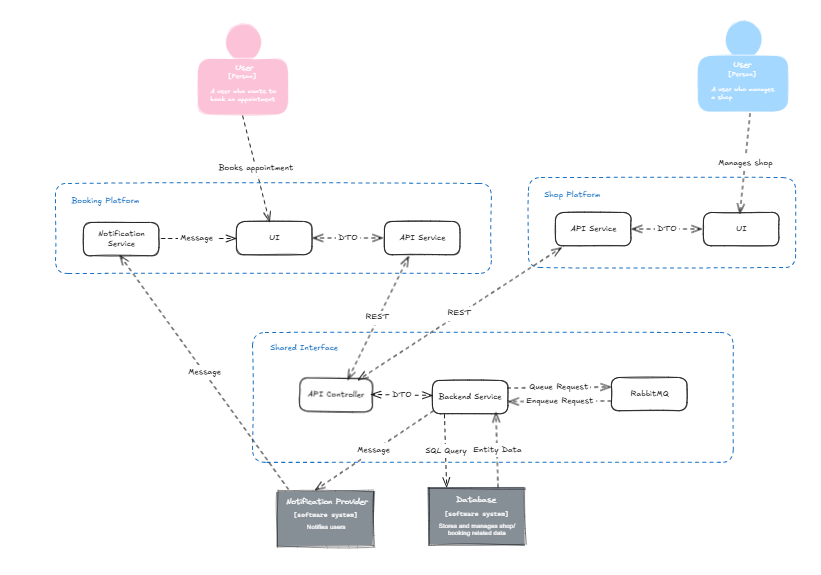 User
[Person]
A user who wants to
book an appointment
User
[Person]
A user who manages
a shop
Books appointment
Manages shop
Booking Platform
Notification
Service
Message
UI
DTO
API Service
Shop Platform
API Service
DTO
UI
REST
REST
Message
Shared Interface
API Controller
DTO
Backend Service
Queue Request
Enqueue Request
RabbitMQ
Message
SQL Query
Entity Data
Notification Provider
[software system]
Notifies users
Database
[software system]
Stores and manages shop/
booking related data